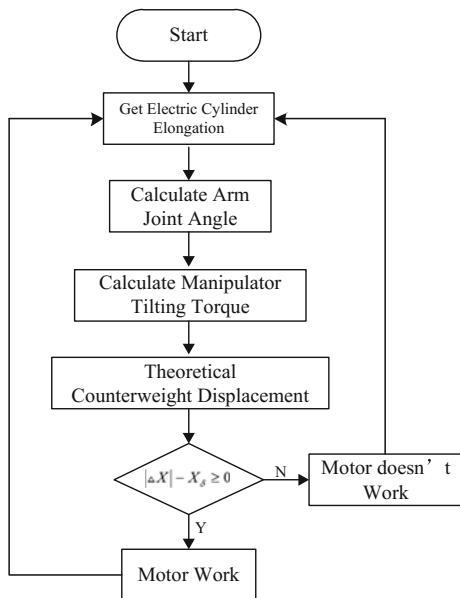 Start
Get Electric Cylinder
Elongation
Calculate Arm
Joint Angle
Calculate Manipulator
Tilting Torque
Theoretical
Counterweight Displacement
|△X| − X_δ ≥ 0
N
Motor doesn’t
Work
Y
Motor Work